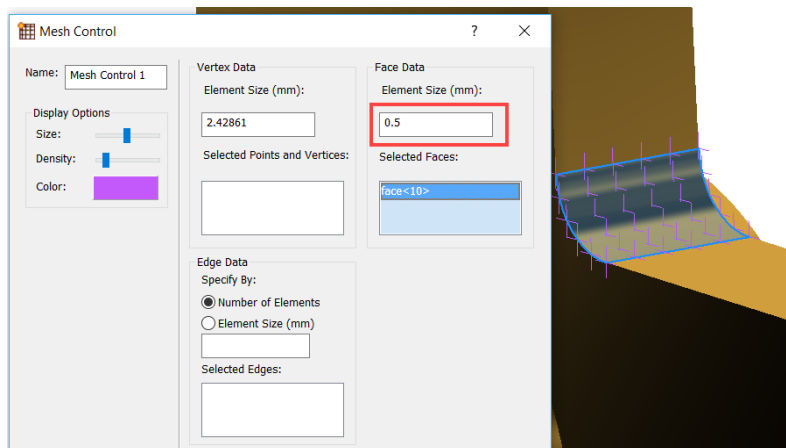 Mesh Control
?
Name:
Mesh Control 1
Display Options
Size:
Density:
Color:
Vertex Data
Element Size (mm):
2.42861
Selected Points and Vertices:
Face Data
Element Size (mm):
0.5
Selected Faces:
face<10>
Edge Data
Specify By:
Number of Elements
Element Size (mm)
Selected Edges: